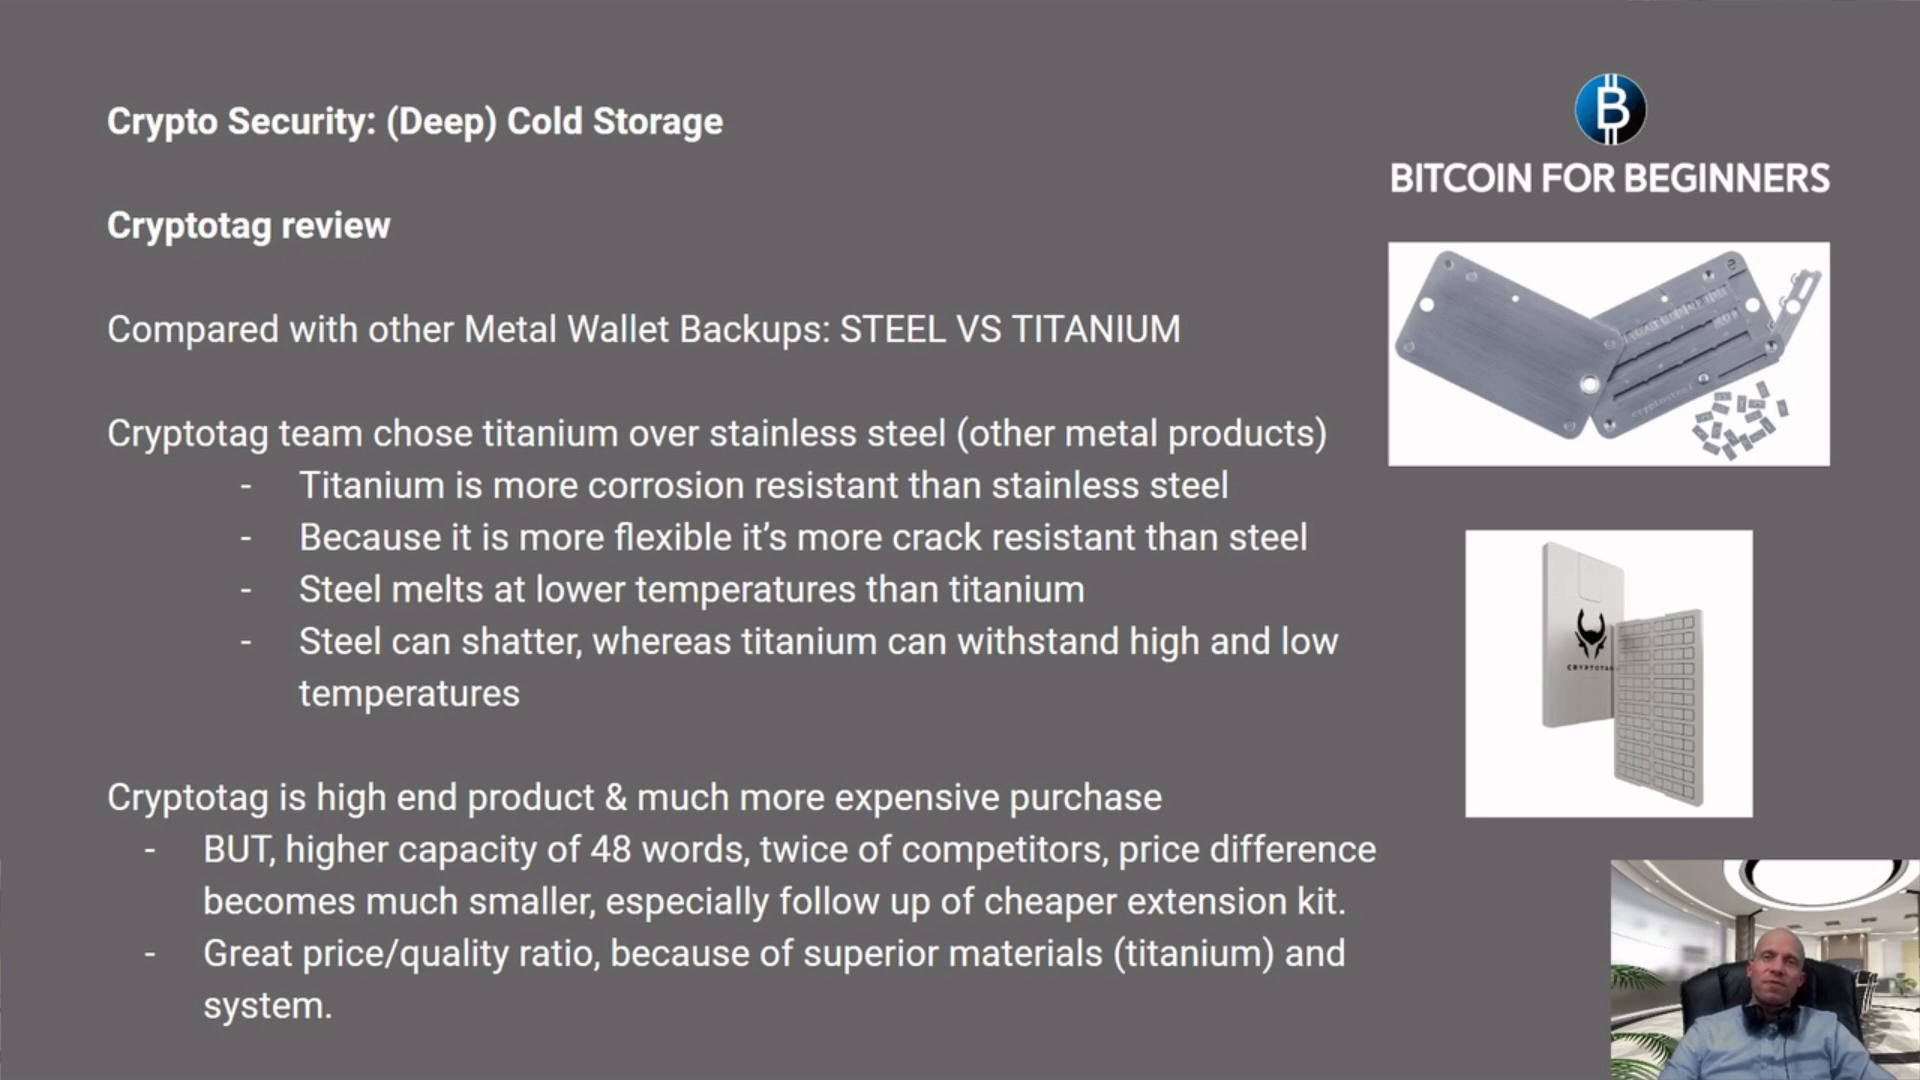 Crypto Security: (Deep) Cold Storage
BITCOIN FOR BEGINNERS
Cryptotag review
Compared with other Metal Wallet Backups: STEEL VS TITANIUM
Cryptotag team chose titanium over stainless steel (other metal products)
- Titanium is more corrosion resistant than stainless steel
- Because it is more flexible it’s more crack resistant than steel
- Steel melts at lower temperatures than titanium
- Steel can shatter, whereas titanium can withstand high and low
temperatures
Cryptotag is high end product & much more expensive purchase
- BUT, higher capacity of 48 words, twice of competitors, price difference
becomes much smaller, especially follow up of cheaper extension kit.
- Great price/quality ratio, because of superior materials (titanium) and
system.
cryptosteel
CRYPTOTAG